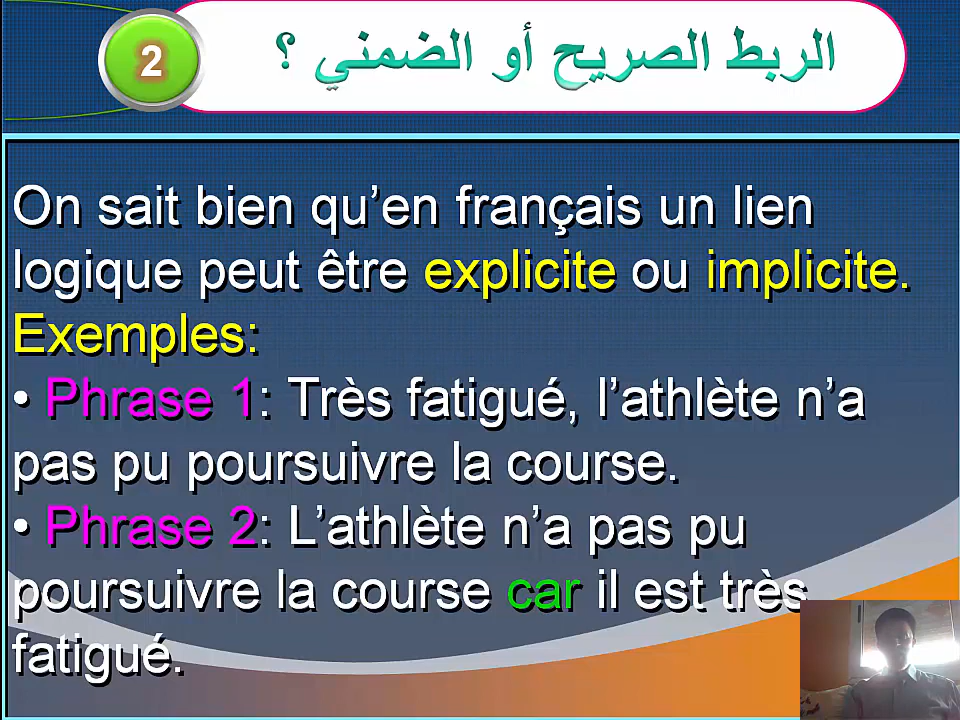 2
الربط الصريح أو الضمني ؟
On sait bien qu’en français un lien
logique peut être explicite ou implicite.
Exemples:
• Phrase 1: Très fatigué, l’athlète n’a
pas pu poursuivre la course.
• Phrase 2: L’athlète n’a pas pu
poursuivre la course car il est très
fatigué.